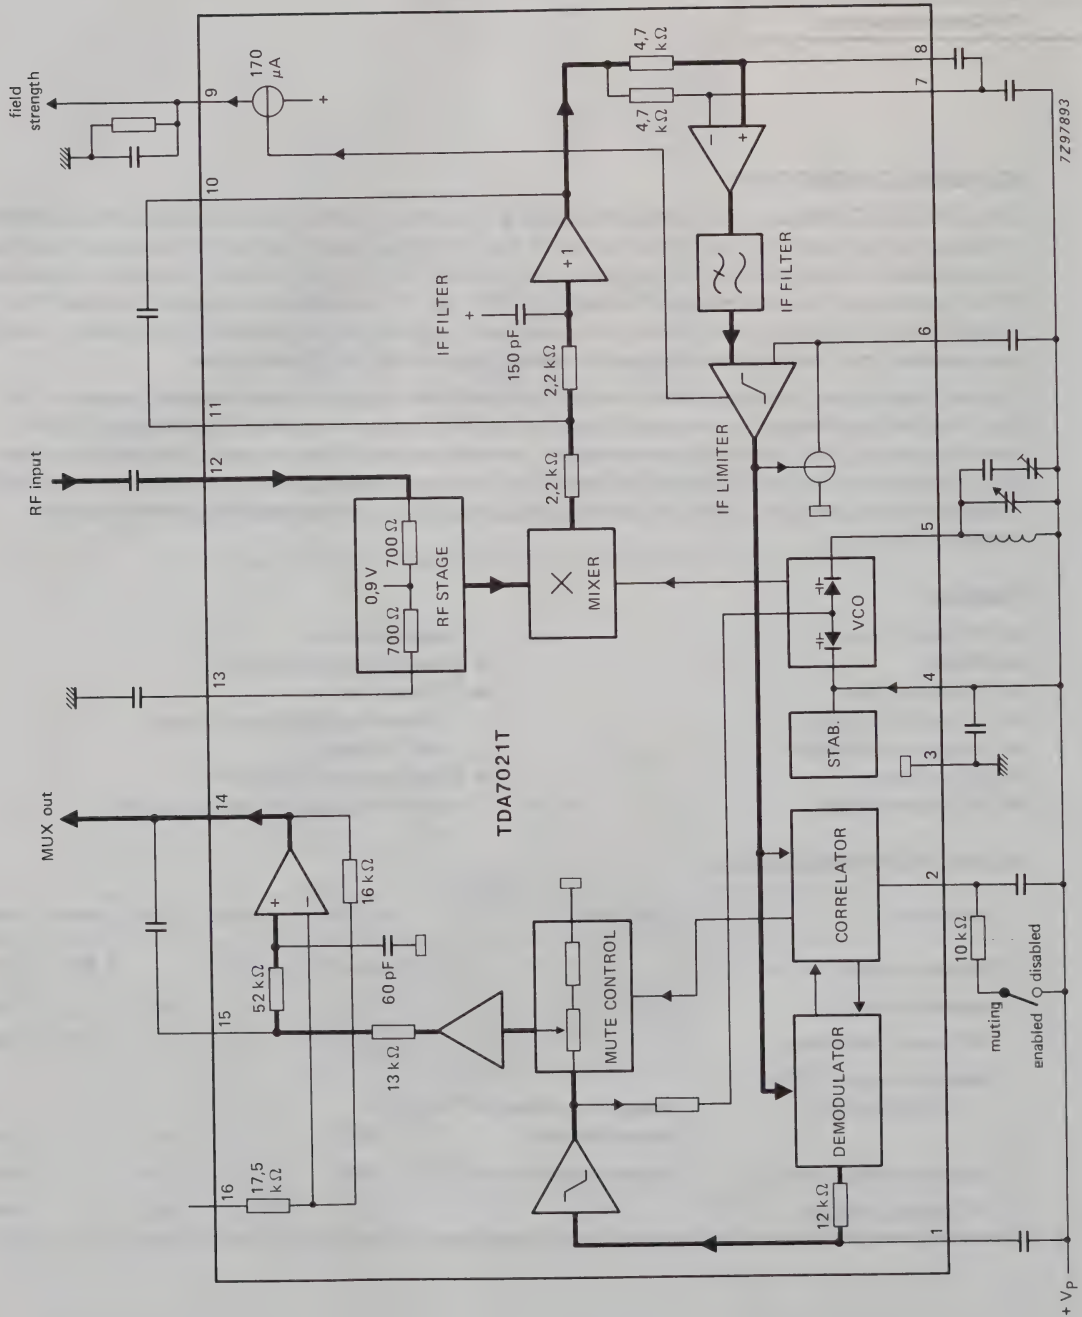 field
strength
170
µA
+
9
10
11
RF input
12
13
MUX out
14
15
16
4,7
kΩ
4,7
kΩ
8
7
−
+
7Z97893
+1
IF FILTER
+
150 pF
2,2 kΩ
2,2 kΩ
IF FILTER
6
IF LIMITER
700 Ω
0,9 V
700 Ω
RF STAGE
MIXER
VCO
5
4
STAB.
3
TDA7021T
+
−
16 kΩ
52 kΩ
60 pF
13 kΩ
MUTE CONTROL
CORRELATOR
2
10 kΩ
muting
disabled
enabled
17,5
kΩ
DEMODULATOR
12 kΩ
1
+ VP